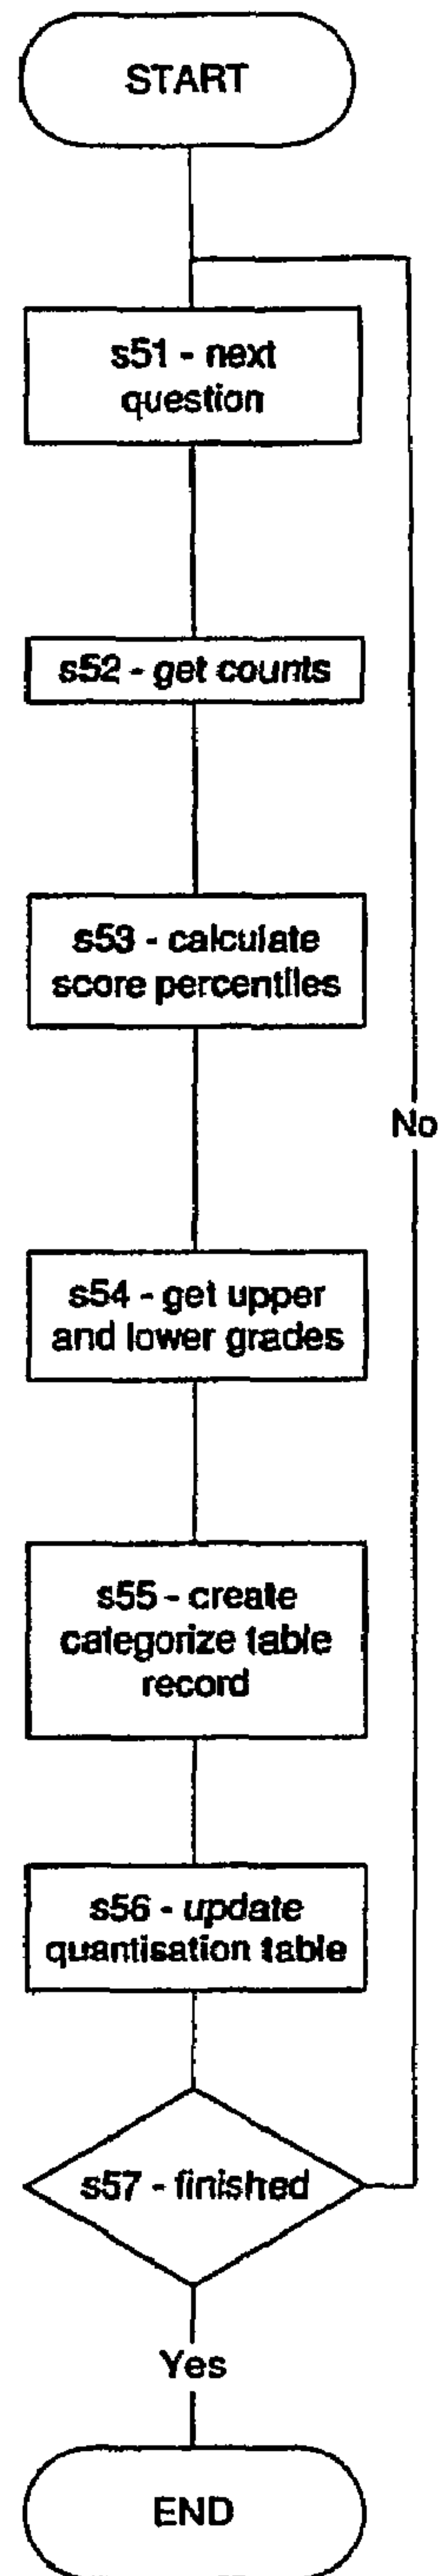 START
s51 - next
question
s52 - get counts
s53 - calculate
score percentiles
No
s54 - get upper
and lower grades
s55 - create
categorize table
record
s56 - update
quantisation table
s57 - finished
Yes
END